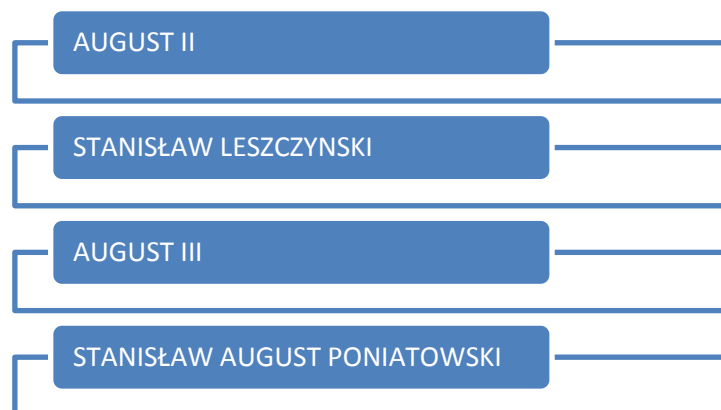 AUGUST II
STANISŁAW LESZCZYNSKI
AUGUST III
STANISŁAW AUGUST PONIATOWSKI